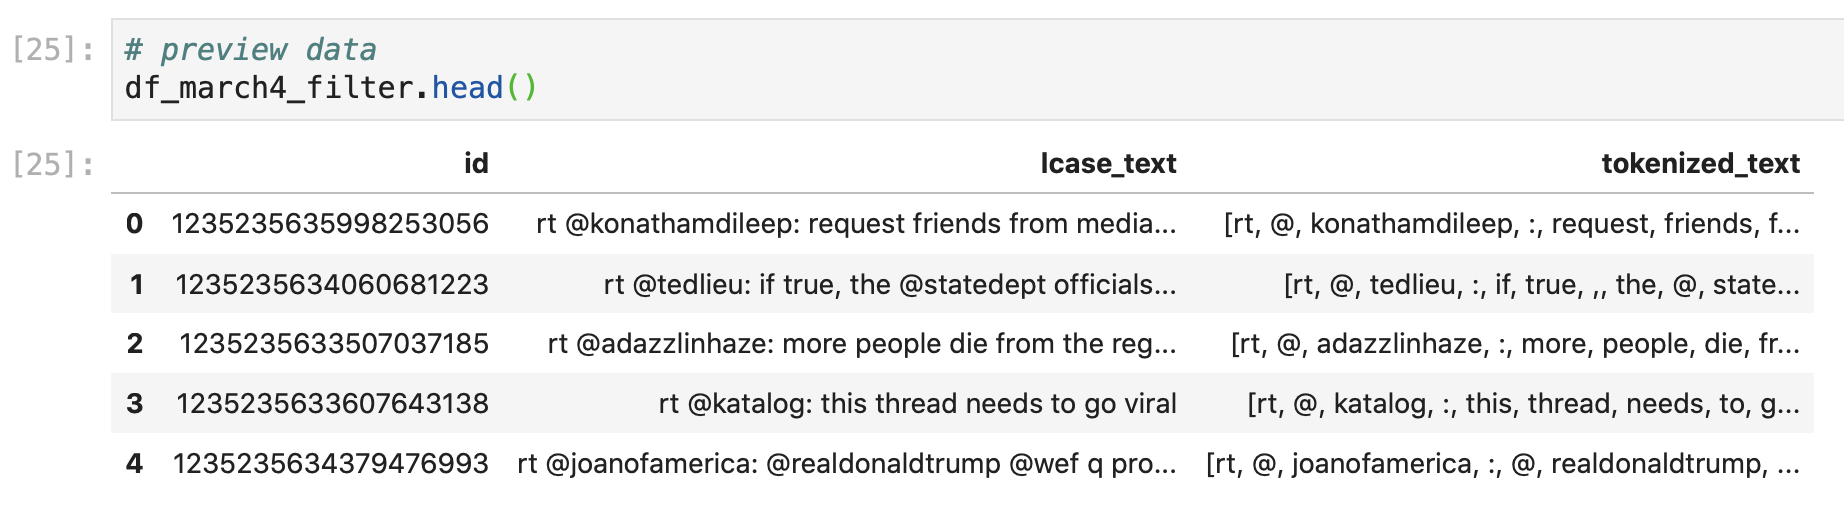 [25]: # preview data
df_march4_filter.head()
[25]: id lcase_text tokenized_text
0 1235235635998253056 rt @konathamdileep: request friends from media... [rt, @, konathamdileep, :, request, friends, f...
1 1235235634060681223 rt @tedlieu: if true, the @statedept officials... [rt, @, tedlieu, :, if, true, ,, the, @, state...
2 1235235633507037185 rt @adazzlinhaze: more people die from the reg... [rt, @, adazzlinhaze, :, more, people, die, fr...
3 1235235633607643138 rt @katalog: this thread needs to go viral [rt, @, katalog, :, this, thread, needs, to, g...
4 1235235634379476993 rt @joanofamerica: @realdonaldtrump @wef q pro... [rt, @, joanofamerica, :, @, realdonaldtrump, ...